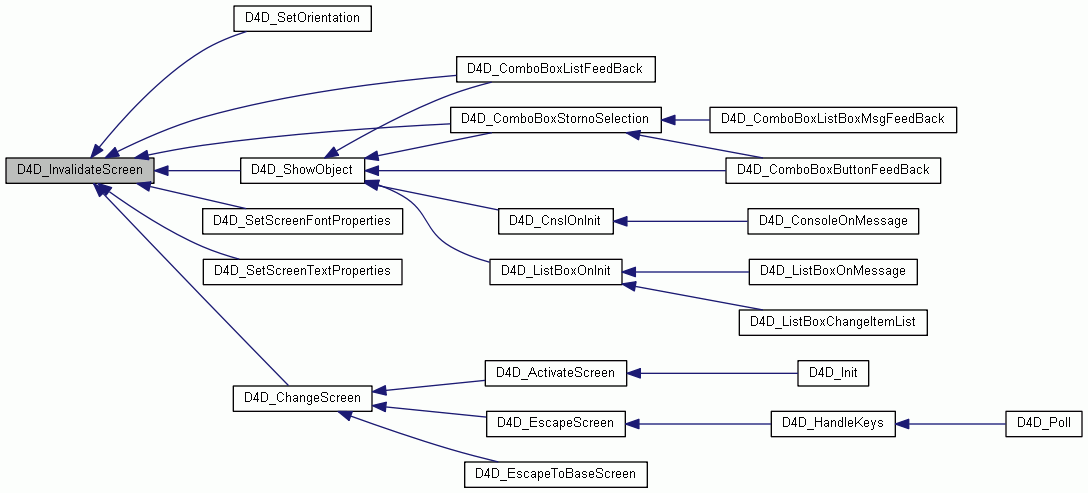 D4D_SetOrientation
D4D_ComboBoxListFeedBack
D4D_ComboBoxStornoSelection
D4D_ComboBoxListBoxMsgFeedBack
D4D_InvalidateScreen
D4D_ShowObject
D4D_ComboBoxButtonFeedBack
D4D_SetScreenFontProperties
D4D_CnslOnInit
D4D_ConsoleOnMessage
D4D_SetScreenTextProperties
D4D_ListBoxOnInit
D4D_ListBoxOnMessage
D4D_ListBoxChangeItemList
D4D_ActivateScreen
D4D_Init
D4D_ChangeScreen
D4D_EscapeScreen
D4D_HandleKeys
D4D_Poll
D4D_EscapeToBaseScreen